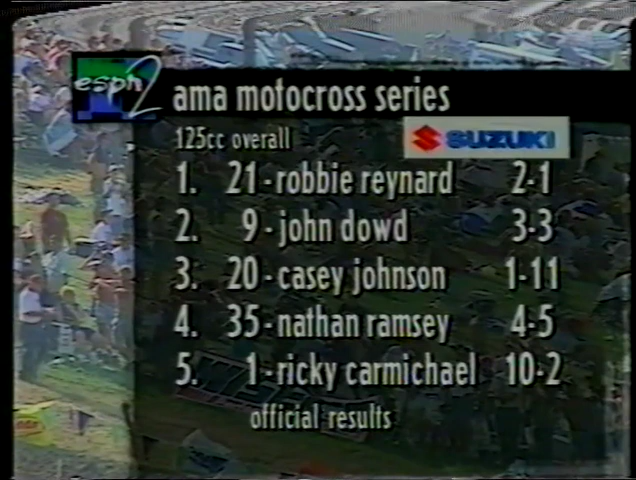 espn2
ama motocross series
125cc overall
SUZUKI
1. 21 - robbie reynard 2-1
2. 9 - john dowd 3-3
3. 20 - casey johnson 1-11
4. 35 - nathan ramsey 4-5
5. 1 - ricky carmichael 10-2
official results